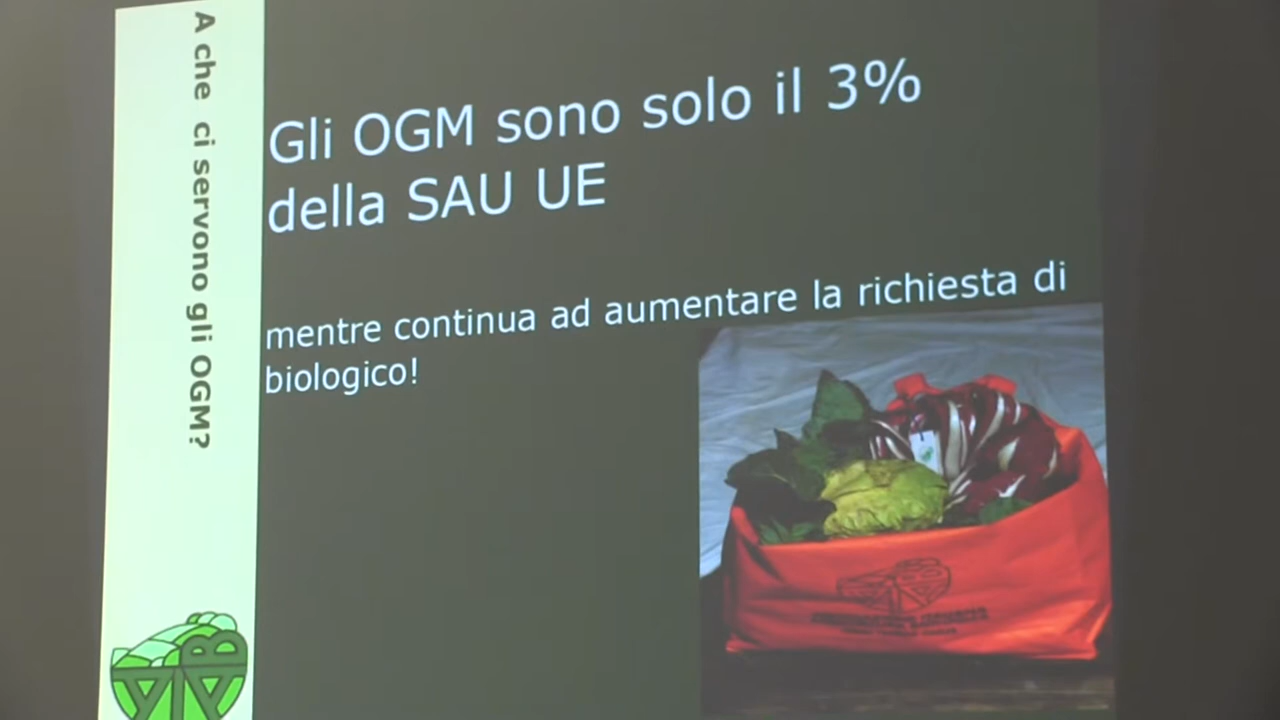 A che ci servono gli OGM?
Gli OGM sono solo il 3%
della SAU UE
mentre continua ad aumentare la richiesta di
biologico!